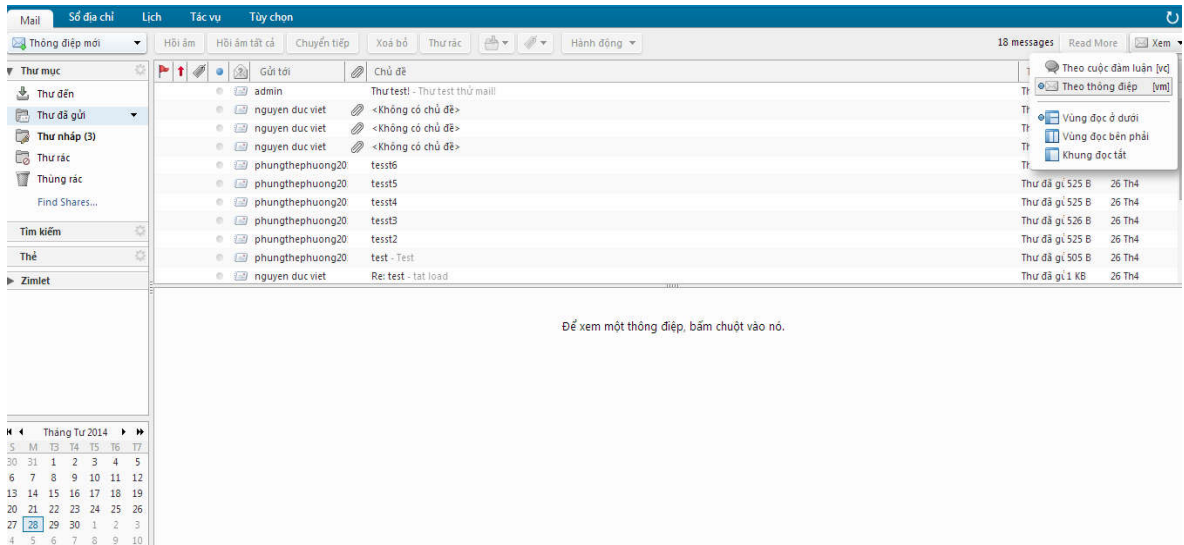 Mail Sổ địa chỉ Lịch Tác vụ Tùy chọn
Thông điệp mới Hồi âm Hồi âm tất cả Chuyển tiếp Xoá bỏ Thư rác Hành động 18 messages Read More Xem
Thư mục
Thư đến
Thư đã gửi
Thư nháp (3)
Thư rác
Thùng rác
Find Shares...
Tìm kiếm
Thẻ
Zimlet
Gửi tới Chủ đề
admin Thư test! - Thư test thử mail!
nguyen duc viet <Không có chủ đề>
nguyen duc viet <Không có chủ đề>
nguyen duc viet <Không có chủ đề>
phungthephuong20 tesst6
phungthephuong20 tesst5 Thư đã gử 525 B 26 Th4
phungthephuong20 tesst4 Thư đã gử 525 B 26 Th4
phungthephuong20 tesst3 Thư đã gử 526 B 26 Th4
phungthephuong20 tesst2 Thư đã gử 525 B 26 Th4
phungthephuong20 test - Test Thư đã gử 505 B 26 Th4
nguyen duc viet Re: test - tat load Thư đã gử 1 KB 26 Th4
Theo cuộc đàm luận [vc]
Theo thông điệp [vm]
Vùng đọc ở dưới
Vùng đọc bên phải
Khung đọc tắt
Để xem một thông điệp, bấm chuột vào nó.
Tháng Tư 2014
S M T3 T4 T5 T6 T7
30 31 1 2 3 4 5
6 7 8 9 10 11 12
13 14 15 16 17 18 19
20 21 22 23 24 25 26
27 28 29 30 1 2 3
4 5 6 7 8 9 10